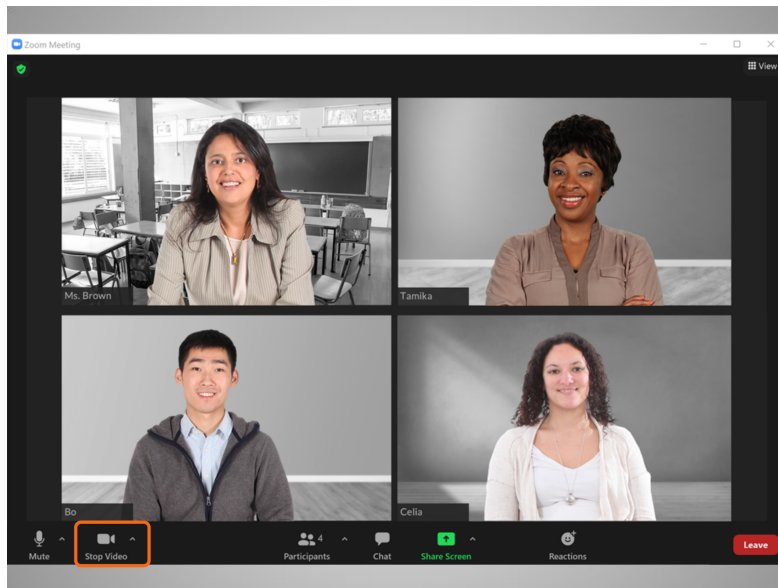 Zoom Meeting
View
Ms. Brown
Tamika
Bo
Celia
Mute
Stop Video
4
Participants
Chat
Share Screen
Reactions
Leave